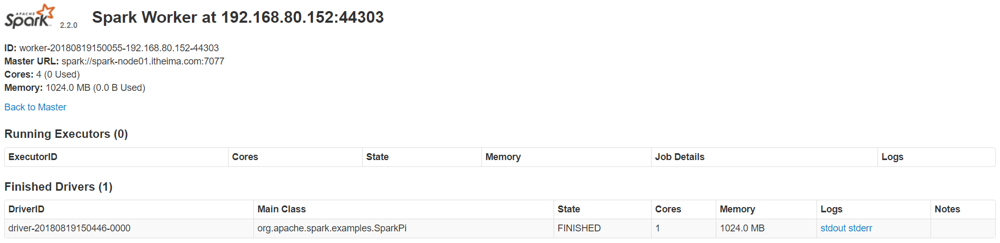 APACHE
Spark 2.2.0 Spark Worker at 192.168.80.152:44303
ID: worker-20180819150055-192.168.80.152-44303
Master URL: spark://spark-node01.itheima.com:7077
Cores: 4 (0 Used)
Memory: 1024.0 MB (0.0 B Used)
Back to Master
Running Executors (0)
ExecutorID Cores State Memory Job Details Logs
Finished Drivers (1)
DriverID Main Class State Cores Memory Logs Notes
driver-20180819150446-0000 org.apache.spark.examples.SparkPi FINISHED 1 1024.0 MB stdout stderr